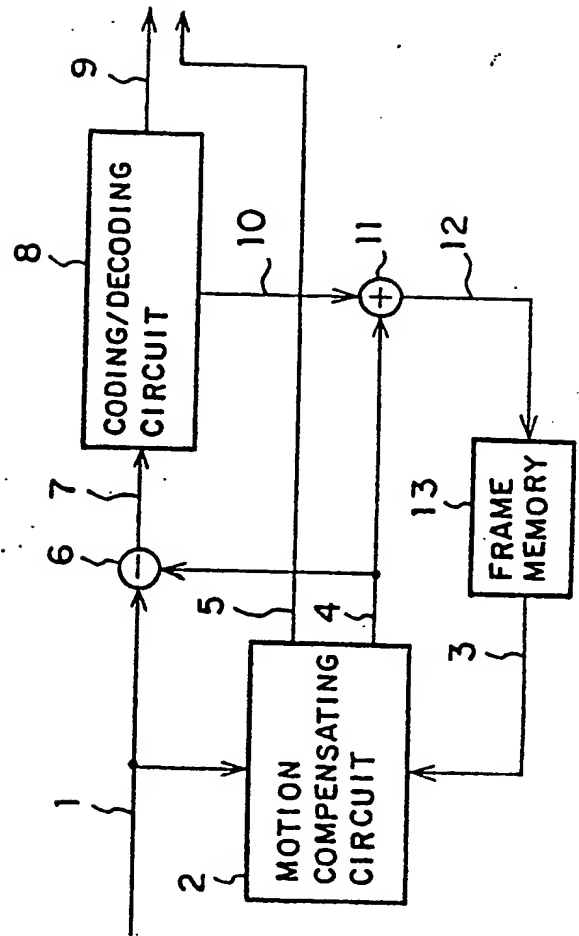 9
8
CODING/DECODING
CIRCUIT
10
11
+
12
7
6
−
13
FRAME
MEMORY
5
4
3
1
2
MOTION
COMPENSATING
CIRCUIT